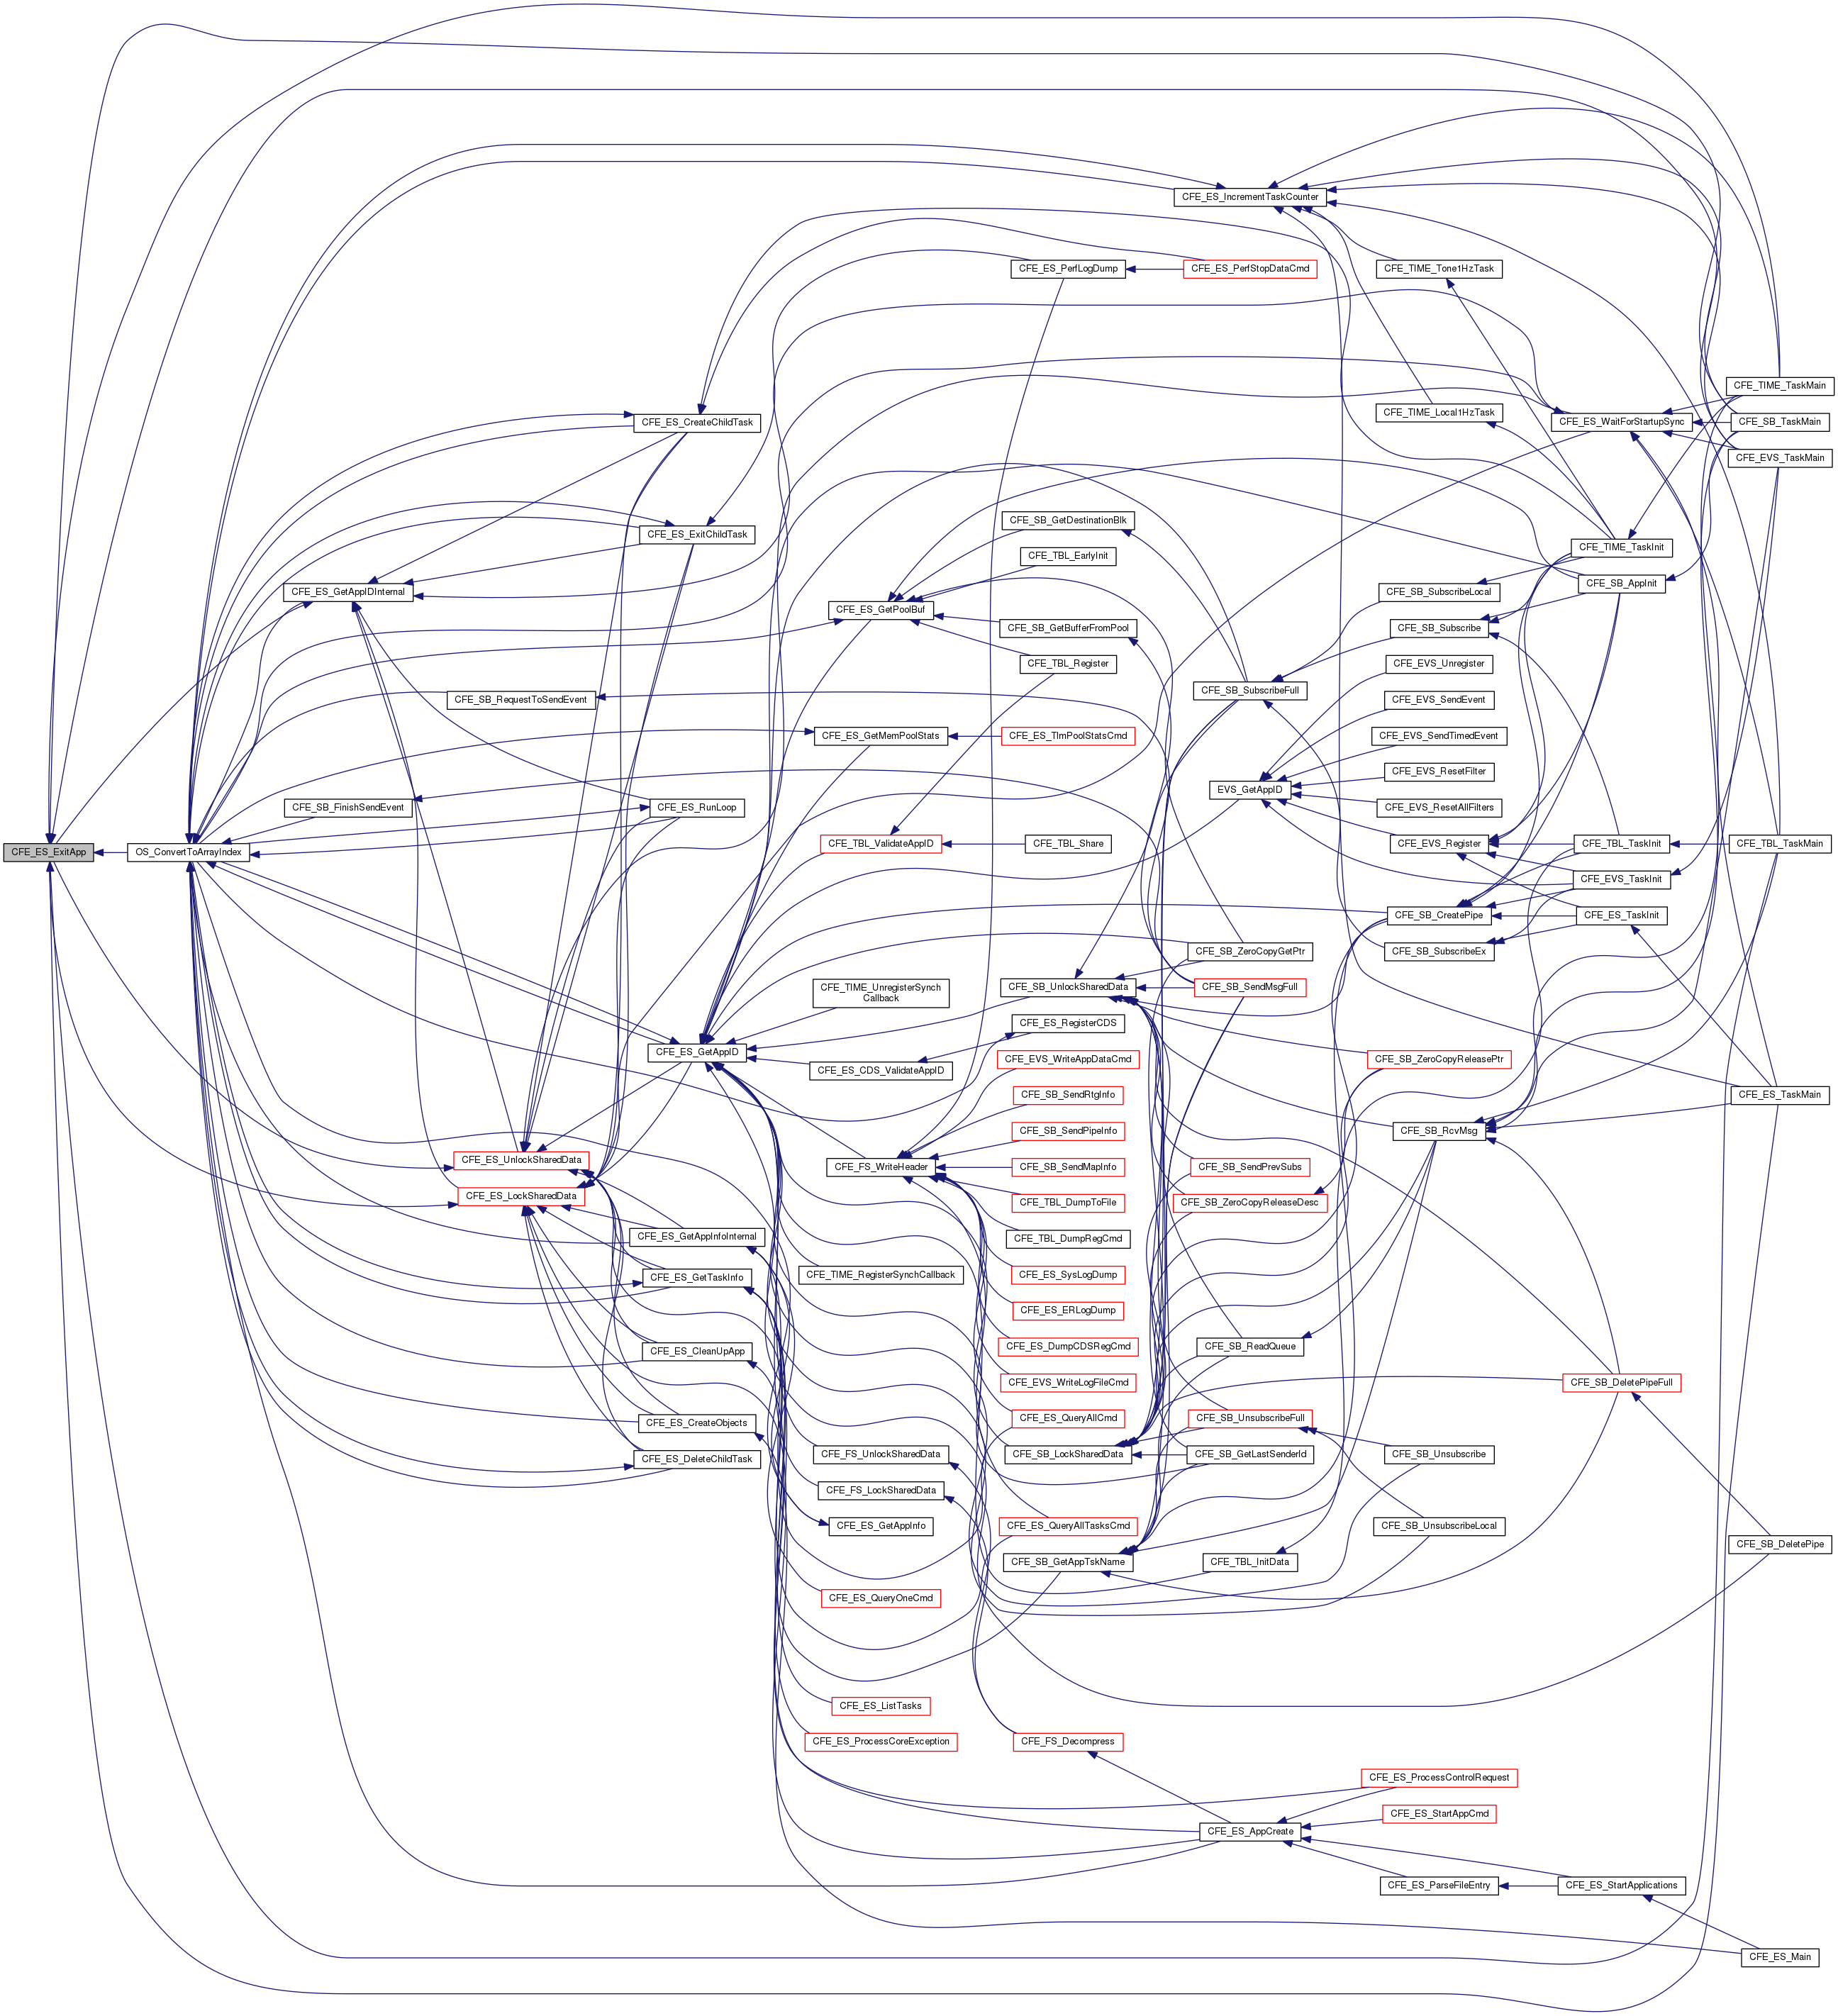 CFE_ES_ExitApp
OS_ConvertToArrayIndex
CFE_ES_GetAppIDInternal
CFE_SB_FinishSendEvent
CFE_ES_CreateChildTask
CFE_ES_ExitChildTask
CFE_SB_RequestToSendEvent
CFE_ES_RunLoop
CFE_ES_GetAppID
CFE_ES_UnlockSharedData
CFE_ES_LockSharedData
CFE_ES_GetAppInfoInternal
CFE_ES_GetTaskInfo
CFE_ES_CleanUpApp
CFE_ES_CreateObjects
CFE_ES_DeleteChildTask
CFE_ES_GetPoolBuf
CFE_ES_GetMemPoolStats
CFE_TBL_ValidateAppID
CFE_TIME_UnregisterSynch
Callback
CFE_ES_CDS_ValidateAppID
CFE_FS_WriteHeader
CFE_TIME_RegisterSynchCallback
CFE_FS_UnlockSharedData
CFE_FS_LockSharedData
CFE_ES_GetAppInfo
CFE_ES_QueryOneCmd
CFE_ES_ListTasks
CFE_ES_ProcessCoreException
CFE_ES_PerfLogDump
CFE_SB_GetDestinationBlk
CFE_TBL_EarlyInit
CFE_SB_GetBufferFromPool
CFE_TBL_Register
CFE_ES_TlmPoolStatsCmd
CFE_TBL_Share
CFE_SB_UnlockSharedData
CFE_ES_RegisterCDS
CFE_EVS_WriteAppDataCmd
CFE_SB_SendRtgInfo
CFE_SB_SendPipeInfo
CFE_SB_SendMapInfo
CFE_TBL_DumpToFile
CFE_TBL_DumpRegCmd
CFE_ES_SysLogDump
CFE_ES_ERLogDump
CFE_ES_DumpCDSRegCmd
CFE_EVS_WriteLogFileCmd
CFE_ES_QueryAllCmd
CFE_SB_LockSharedData
CFE_ES_QueryAllTasksCmd
CFE_SB_GetAppTskName
CFE_FS_Decompress
CFE_ES_IncrementTaskCounter
CFE_ES_PerfStopDataCmd
CFE_SB_SubscribeFull
EVS_GetAppID
CFE_SB_ZeroCopyGetPtr
CFE_SB_SendMsgFull
CFE_SB_SendPrevSubs
CFE_SB_ZeroCopyReleaseDesc
CFE_SB_ReadQueue
CFE_SB_UnsubscribeFull
CFE_SB_GetLastSenderId
CFE_TBL_InitData
CFE_ES_AppCreate
CFE_TIME_Tone1HzTask
CFE_TIME_Local1HzTask
CFE_SB_SubscribeLocal
CFE_SB_Subscribe
CFE_EVS_Unregister
CFE_EVS_SendEvent
CFE_EVS_SendTimedEvent
CFE_EVS_ResetFilter
CFE_EVS_ResetAllFilters
CFE_EVS_Register
CFE_SB_CreatePipe
CFE_SB_SubscribeEx
CFE_SB_ZeroCopyReleasePtr
CFE_SB_RcvMsg
CFE_SB_Unsubscribe
CFE_SB_UnsubscribeLocal
CFE_ES_ProcessControlRequest
CFE_ES_StartAppCmd
CFE_ES_ParseFileEntry
CFE_ES_WaitForStartupSync
CFE_TIME_TaskInit
CFE_SB_AppInit
CFE_TBL_TaskInit
CFE_EVS_TaskInit
CFE_ES_TaskInit
CFE_SB_DeletePipeFull
CFE_ES_StartApplications
CFE_TIME_TaskMain
CFE_SB_TaskMain
CFE_EVS_TaskMain
CFE_TBL_TaskMain
CFE_ES_TaskMain
CFE_SB_DeletePipe
CFE_ES_Main